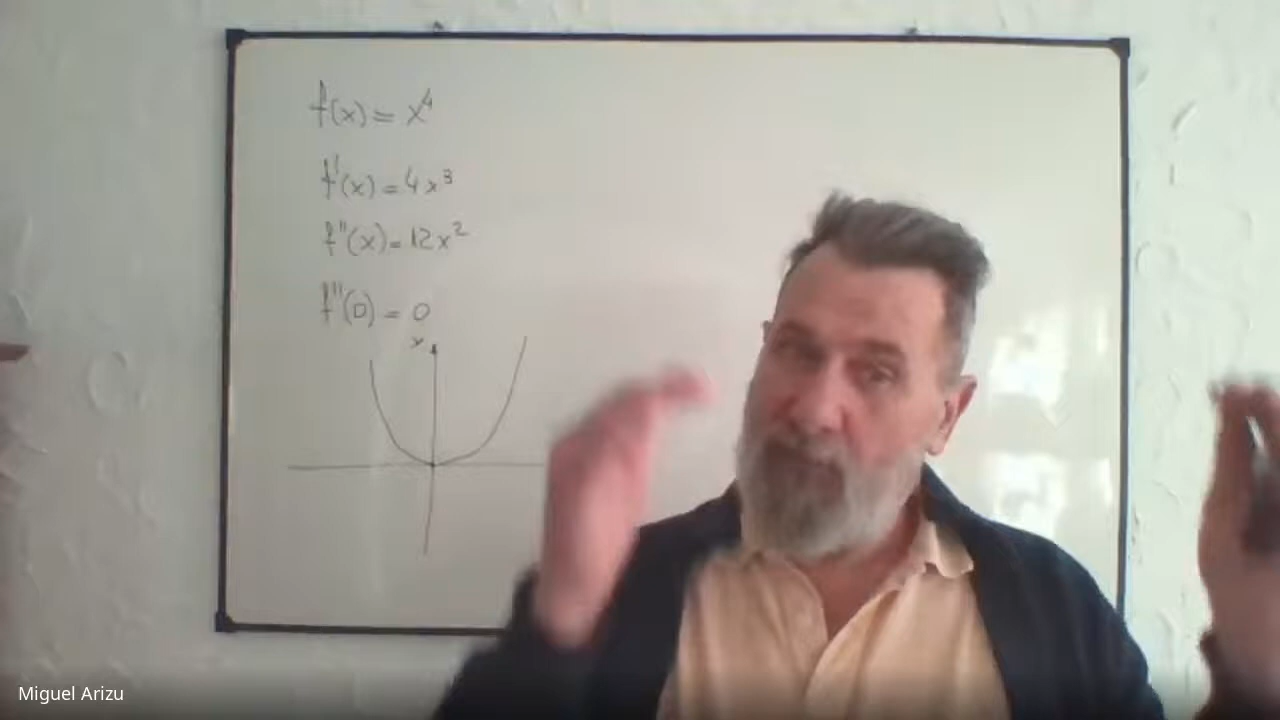 f(x) = x⁴
f'(x) = 4x³
f''(x) = 12x²
f''(0) = 0
y
Miguel Arizu